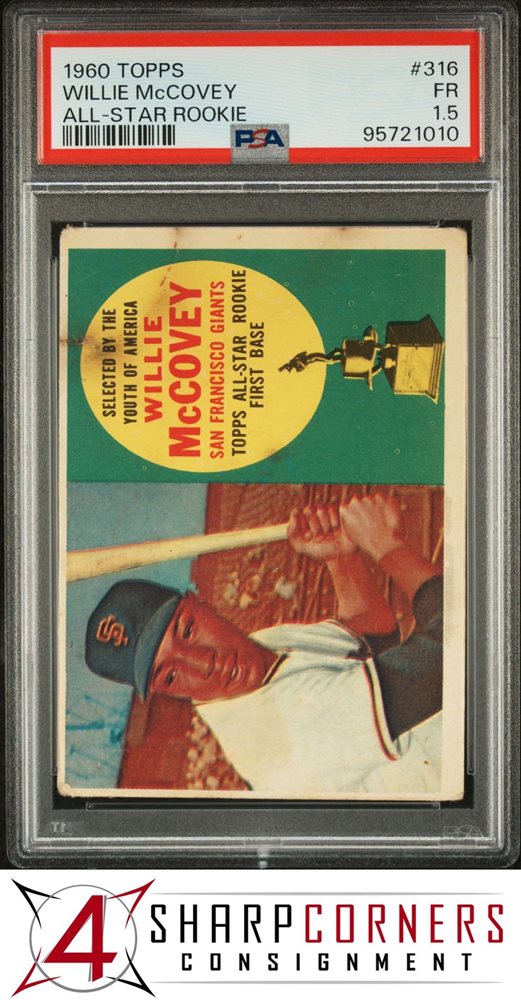 1960 TOPPS #316
WILLIE McCOVEY FR
ALL-STAR ROOKIE 1.5
PSA 95721010
SELECTED BY THE
YOUTH OF AMERICA
WILLIE
McCOVEY
SAN FRANCISCO GIANTS
TOPPS ALL-STAR ROOKIE
FIRST BASE
SF
PSA
4 SHARPCORNERS
CONSIGNMENT